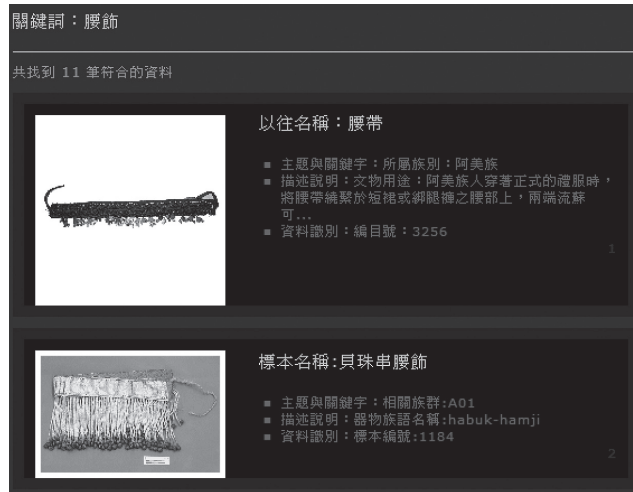 關鍵詞：腰飾
共找到 11 筆符合的資料
以往名稱：腰帶
▪ 主題與關鍵字：所屬族別：阿美族
▪ 描述說明：文物用途：阿美族人穿著正式的禮服時，
將腰帶繞繫於短裙或綁腿褲之腰部上，兩端流蘇
可...
▪ 資料識別：編目號：3256
1
標本名稱:貝珠串腰飾
▪ 主題與關鍵字：相關族群:A01
▪ 描述說明：器物族語名稱:habuk-hamji
▪ 資料識別：標本編號:1184
2